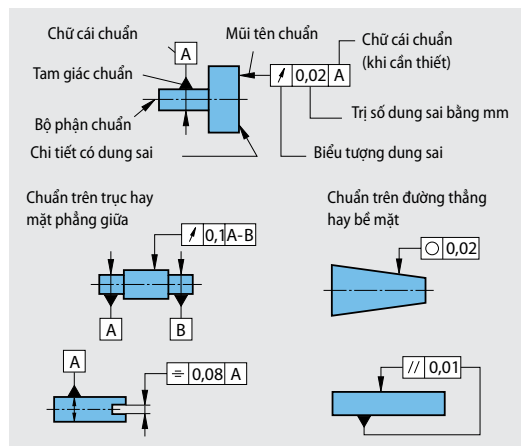 Chữ cái chuẩn
Mũi tên chuẩn
Chữ cái chuẩn
(khi cần thiết)
A
Tam giác chuẩn
0,02 A
Bộ phận chuẩn
Trị số dung sai bằng mm
Chi tiết có dung sai
Biểu tượng dung sai
Chuẩn trên trục hay
mặt phẳng giữa
Chuẩn trên đường thẳng
hay bề mặt
0,1 A-B
0,02
A
B
A
0,08 A
// 0,01